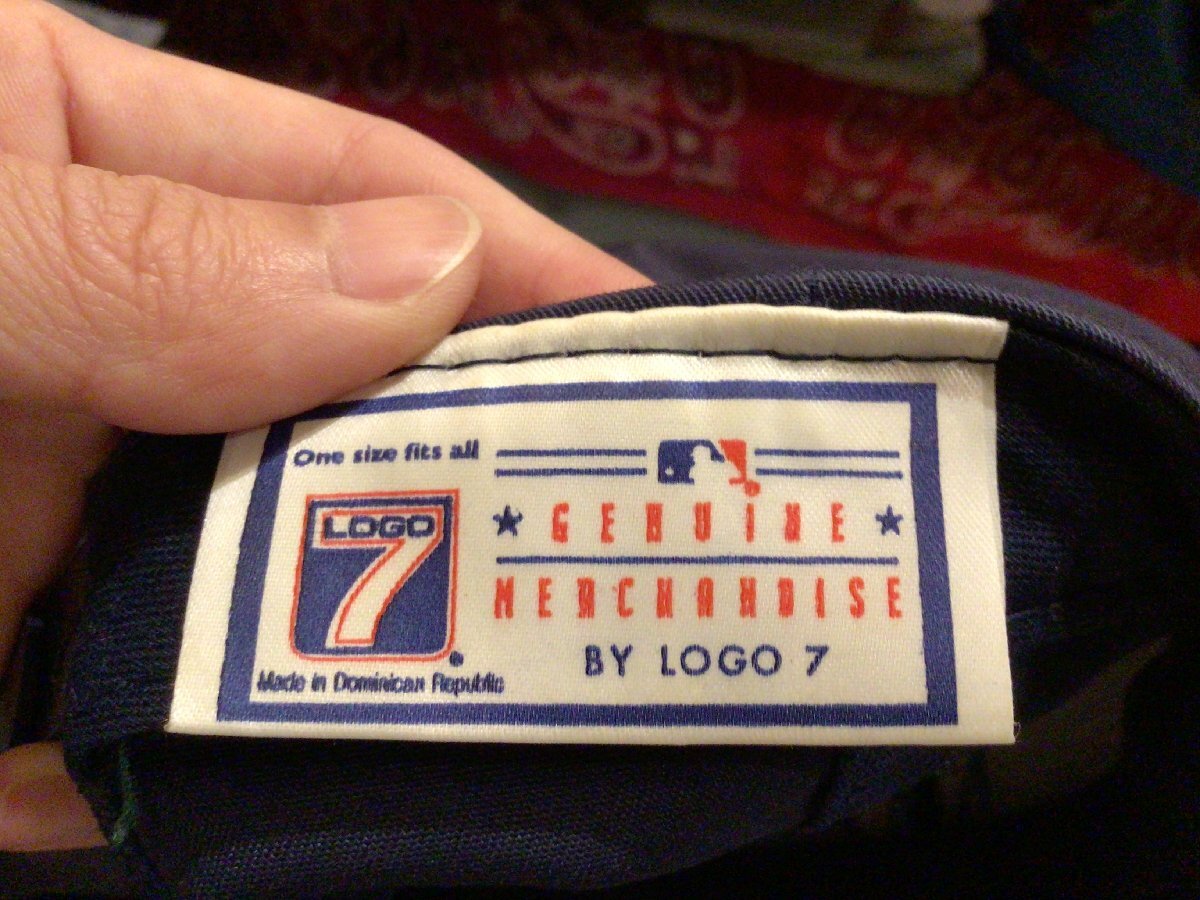 One size fits all
LOGO
7
Made in Dominican Republic
GENUINE
MERCHANDISE
BY LOGO 7